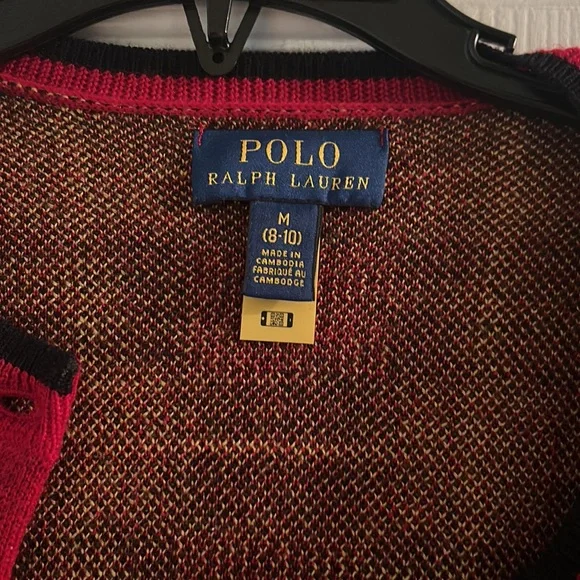 POLO
RALPH LAUREN
M
(8-10)
MADE IN
CAMBODIA
FABRIQUÉ AU
CAMBODGE